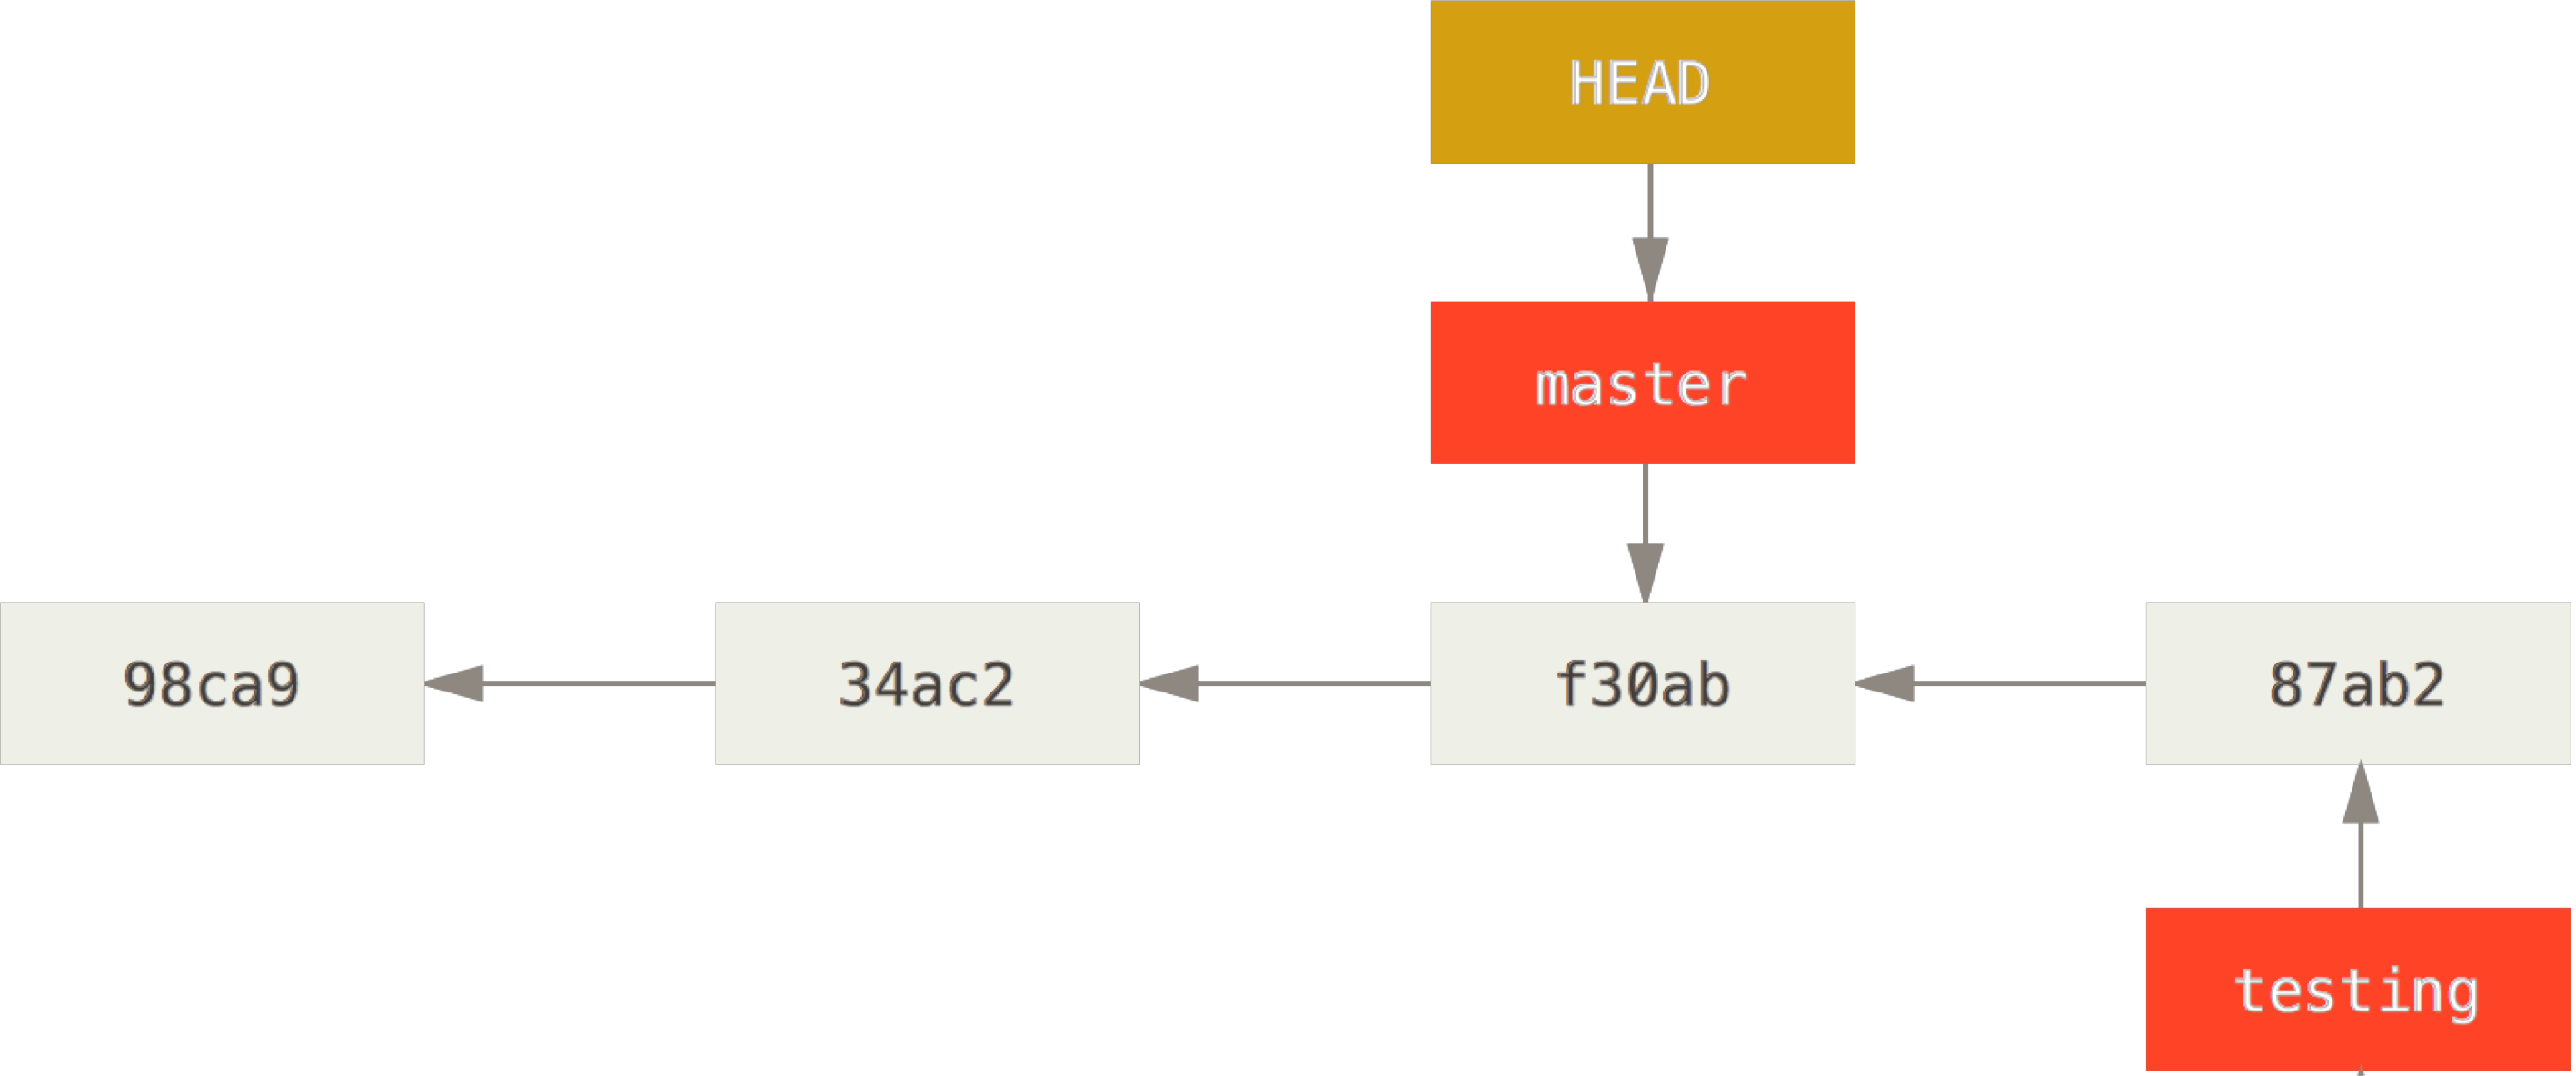 HEAD
master
98ca9
34ac2
f30ab
87ab2
testing